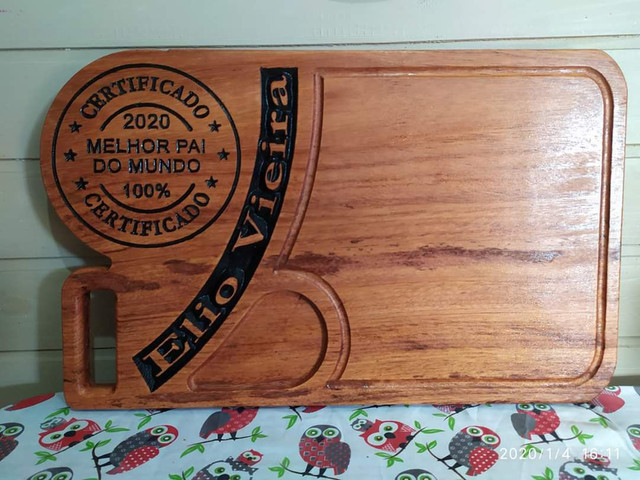 CERTIFICADO
2020
MELHOR PAI
DO MUNDO
100%
CERTIFICADO
Elio Vieira
2020/1/4 16:11